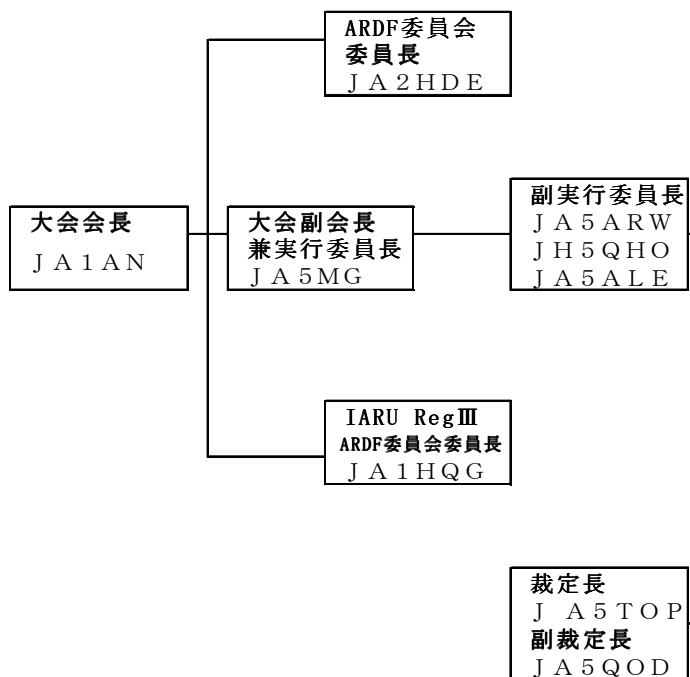 ARDF委員会
委員長
ＪＡ２HDE
大会会長
ＪＡ１ＡＮ
大会副会長
兼実行委員長
ＪＡ５MG
副実行委員長
ＪＡ５ＡＲＷ
ＪＨ５ＱＨＯ
ＪＡ５ＡＬＥ
IARU RegⅢ
ARDF委員会委員長
ＪＡ１ＨＱＧ
裁定長
Ｊ　Ａ５ＴＯＰ
副裁定長
ＪＡ５ＱＯＤ